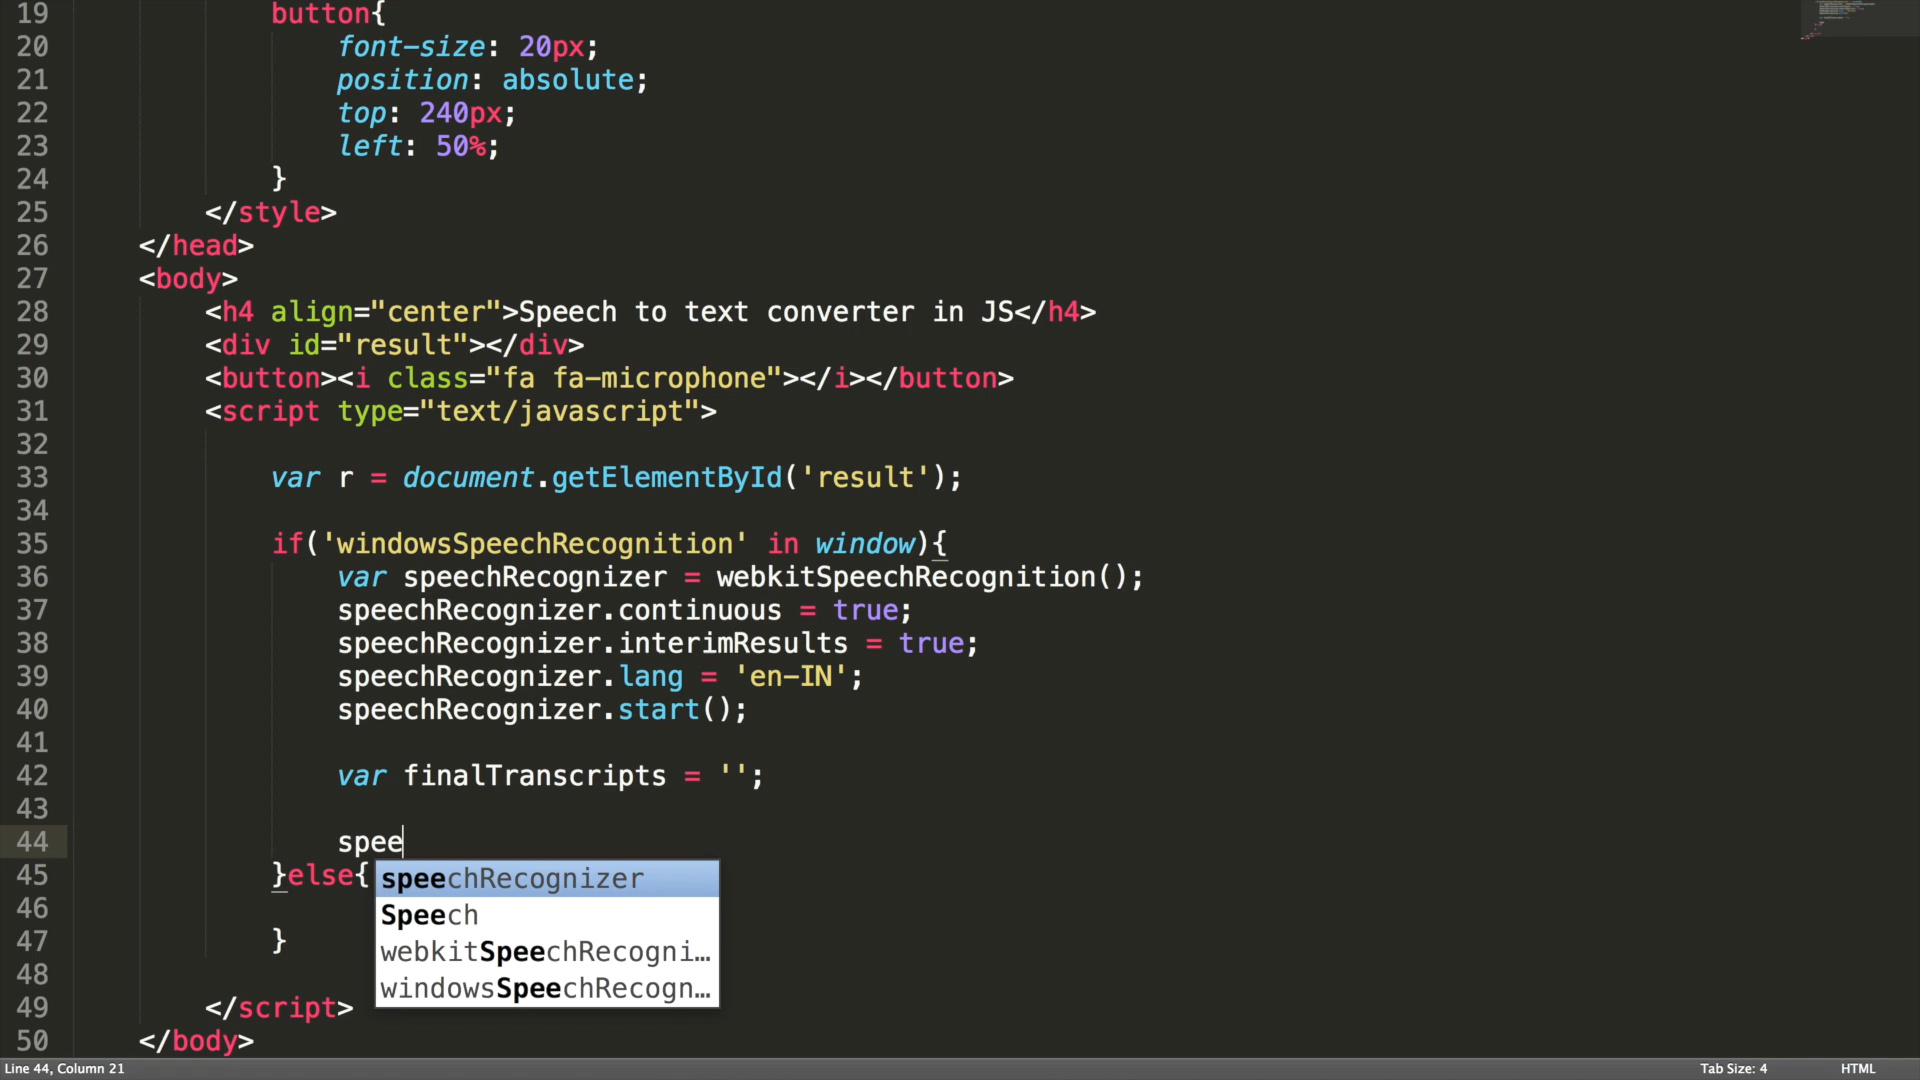 19 button{
20 font-size: 20px;
21 position: absolute;
22 top: 240px;
23 left: 50%;
24 }
25 </style>
26 </head>
27 <body>
28 <h4 align="center">Speech to text converter in JS</h4>
29 <div id="result"></div>
30 <button><i class="fa fa-microphone"></i></button>
31 <script type="text/javascript">
32
33 var r = document.getElementById('result');
34
35 if('windowsSpeechRecognition' in window){
36 var speechRecognizer = webkitSpeechRecognition();
37 speechRecognizer.continuous = true;
38 speechRecognizer.interimResults = true;
39 speechRecognizer.lang = 'en-IN';
40 speechRecognizer.start();
41
42 var finalTranscripts = '';
43
44 spee
45 }else{
speechRecognizer
Speech
webkitSpeechRecogni…
windowsSpeechRecogn…
46
47 }
48
49 </script>
50 </body>
Line 44, Column 21 Tab Size: 4 HTML